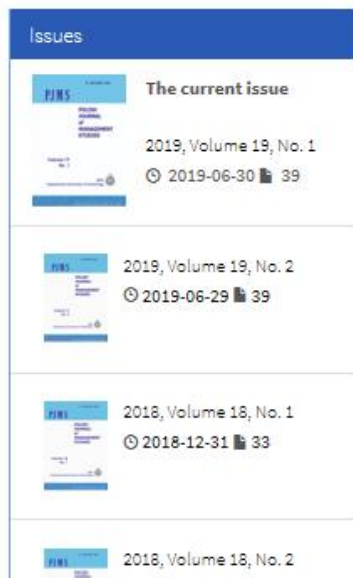 Issues
PJMS
POLISH
JOURNAL
of
MANAGEMENT
STUDIES
The current issue
2019, Volume 19, No. 1
2019-06-30 39
PJMS
2019, Volume 19, No. 2
2019-06-29 39
PJMS
2018, Volume 18, No. 1
2018-12-31 33
PJMS
2018, Volume 18, No. 2